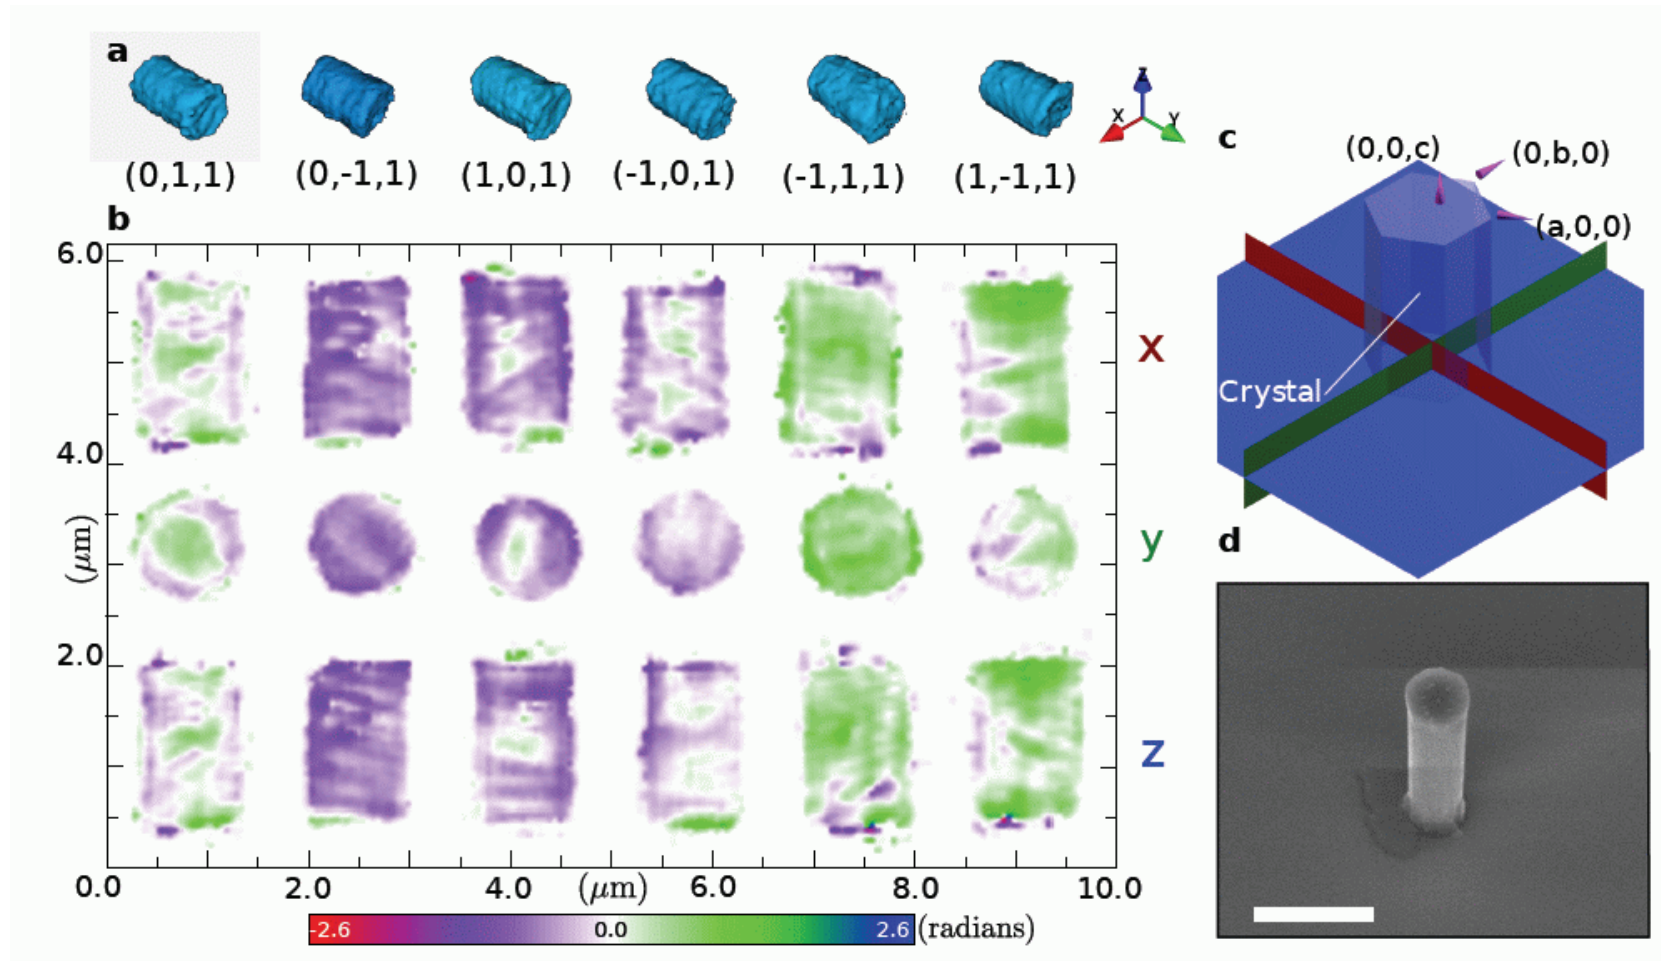 a
Z
X
Y
(0,1,1)
(0,-1,1)
(1,0,1)
(-1,0,1)
(-1,1,1)
(1,-1,1)
b
6.0
4.0
(μm)
2.0
0.0
2.0
4.0
(μm)
6.0
8.0
10.0
x
y
z
-2.6
0.0
2.6
(radians)
c
(0,0,c)
(0,b,0)
(a,0,0)
Crystal
d